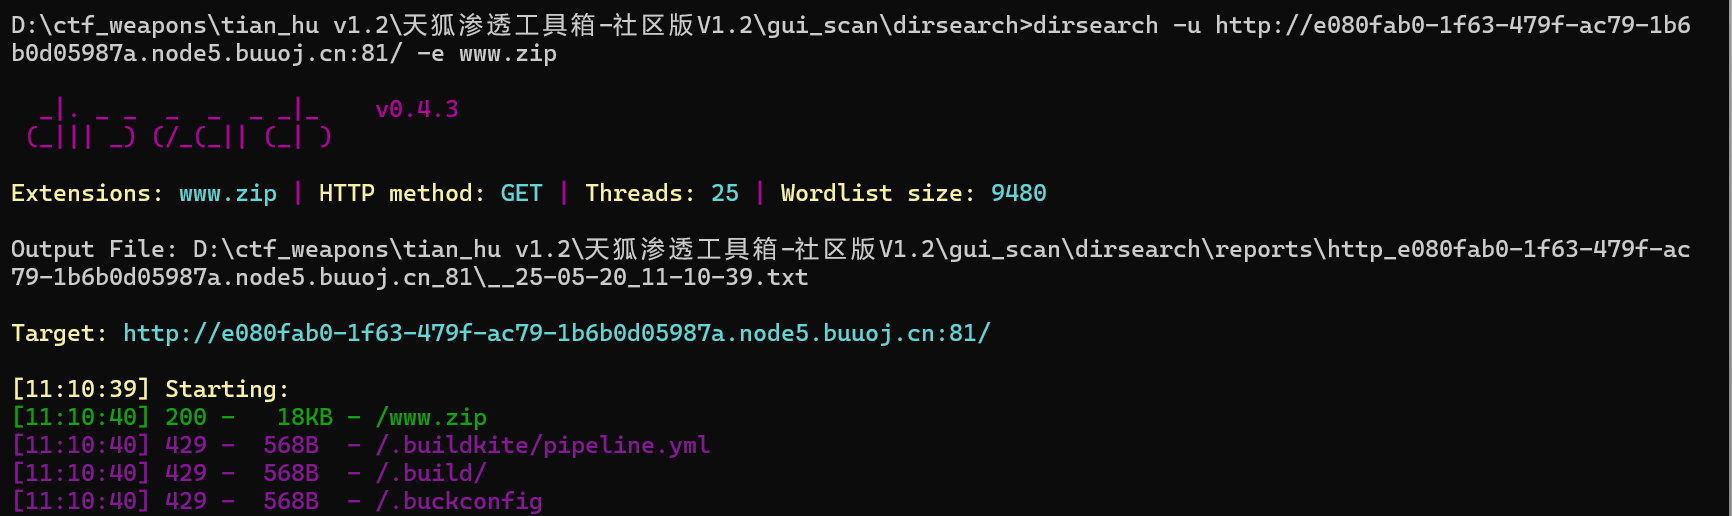 D:\ctf_weapons\tian_hu v1.2\天狐渗透工具箱-社区版V1.2\gui_scan\dirsearch>dirsearch -u http://e080fab0-1f63-479f-ac79-1b6
b0d05987a.node5.buuoj.cn:81/ -e www.zip
  _|. _ _  _  _  _ _|_    v0.4.3
 (_||| _) (/_(_|| (_| )
Extensions: www.zip | HTTP method: GET | Threads: 25 | Wordlist size: 9480
Output File: D:\ctf_weapons\tian_hu v1.2\天狐渗透工具箱-社区版V1.2\gui_scan\dirsearch\reports\http_e080fab0-1f63-479f-ac
79-1b6b0d05987a.node5.buuoj.cn_81\__25-05-20_11-10-39.txt
Target: http://e080fab0-1f63-479f-ac79-1b6b0d05987a.node5.buuoj.cn:81/
[11:10:39] Starting:
[11:10:40] 200 -   18KB - /www.zip
[11:10:40] 429 -  568B  - /.buildkite/pipeline.yml
[11:10:40] 429 -  568B  - /.build/
[11:10:40] 429 -  568B  - /.buckconfig